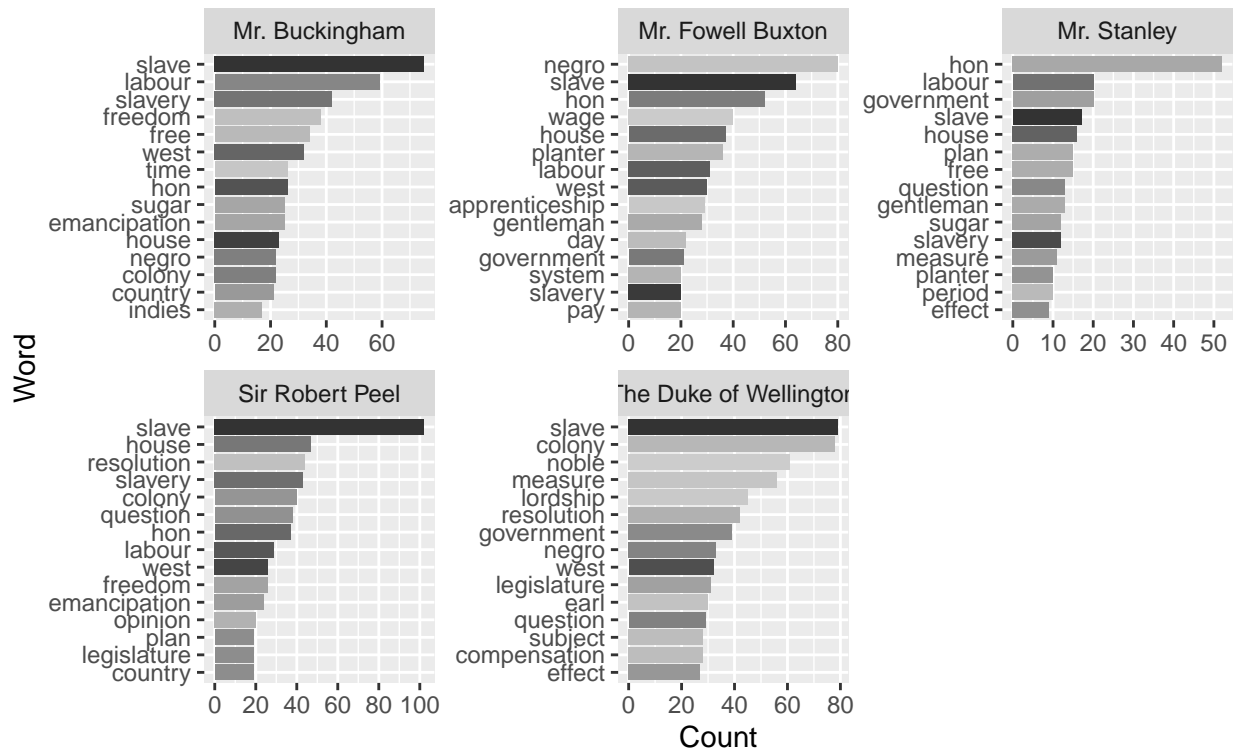 Mr. Buckingham
slave
labour
slavery
freedom
free
west
time
hon
sugar
emancipation
house
negro
colony
country
indies
0 20 40 60
Mr. Fowell Buxton
negro
slave
hon
wage
house
planter
labour
west
apprenticeship
gentleman
day
government
system
slavery
pay
0 20 40 60 80
Mr. Stanley
hon
labour
government
slave
house
plan
free
question
gentleman
sugar
slavery
measure
planter
period
effect
0 10 20 30 40 50
Word
Sir Robert Peel
slave
house
resolution
slavery
colony
question
hon
labour
west
freedom
emancipation
opinion
plan
legislature
country
0 20 40 60 80 100
The Duke of Wellington
slave
colony
noble
measure
lordship
resolution
government
negro
west
legislature
earl
question
subject
compensation
effect
0 20 40 60 80
Count